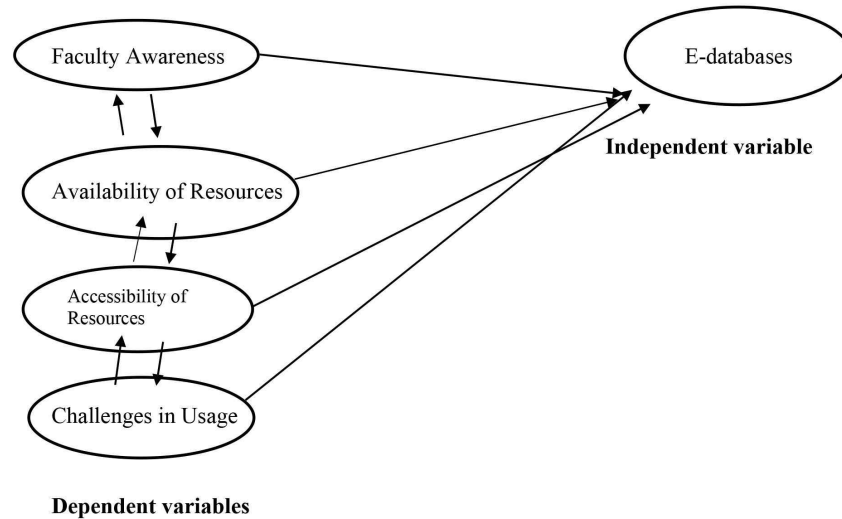 Faculty Awareness
E-databases
Independent variable
Availability of Resources
Accessibility of
Resources
Challenges in Usage
Dependent variables